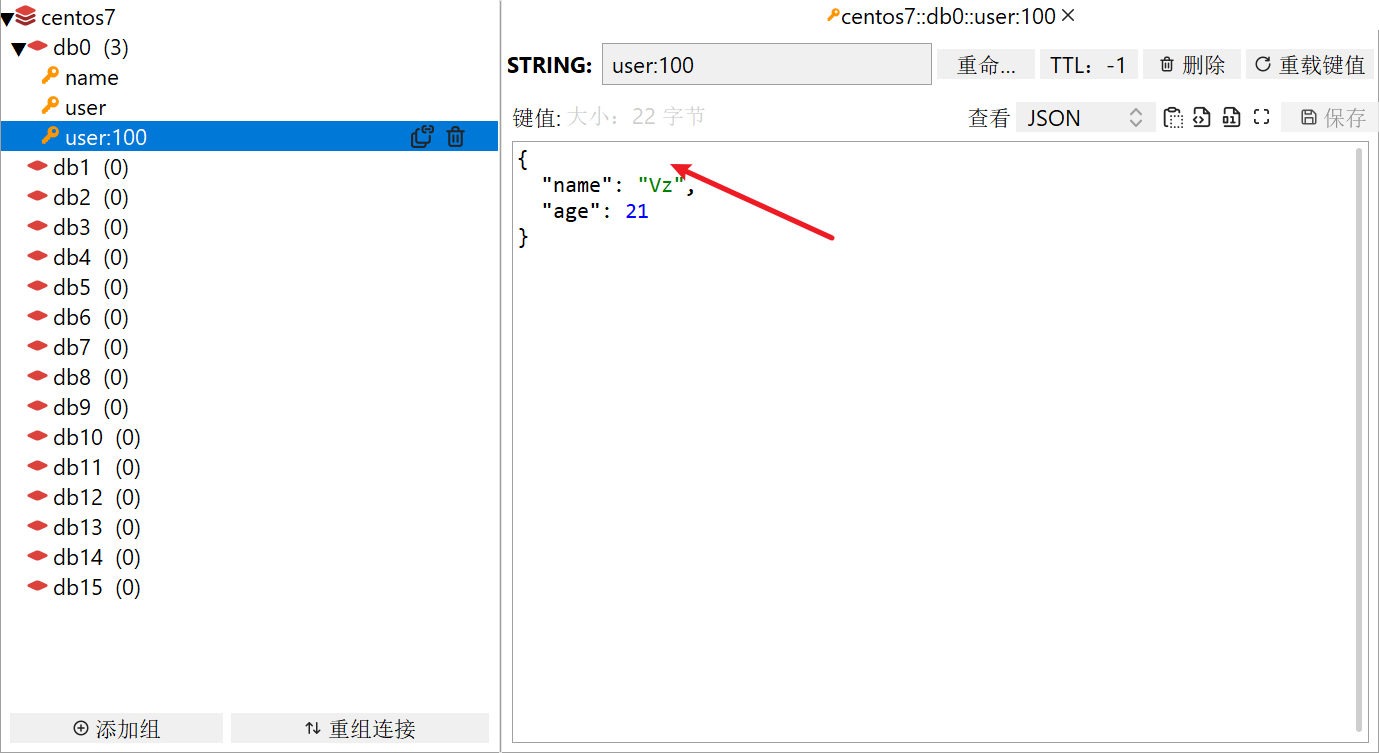 centos7
db0 (3)
name
user
user:100
db1 (0)
db2 (0)
db3 (0)
db4 (0)
db5 (0)
db6 (0)
db7 (0)
db8 (0)
db9 (0)
db10 (0)
db11 (0)
db12 (0)
db13 (0)
db14 (0)
db15 (0)
添加组
重组连接
centos7::db0::user:100
STRING: user:100 重命... TTL: -1 删除 重载键值
键值: 大小: 22 字节 查看 JSON 保存
{
"name": "Vz",
"age": 21
}